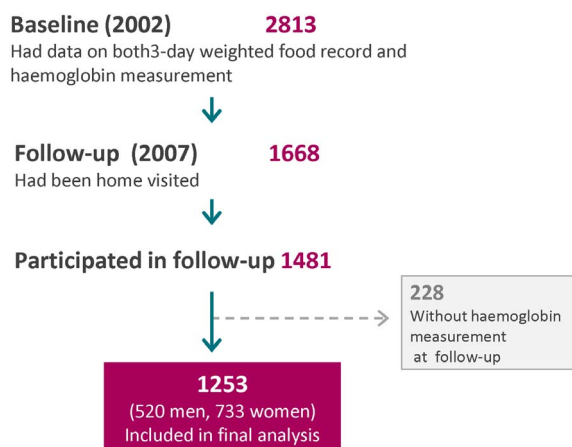 Baseline (2002) 2813
Had data on both3-day weighted food record and
haemoglobin measurement
Follow-up (2007) 1668
Had been home visited
Participated in follow-up 1481
228
Without haemoglobin
measurement
at follow-up
1253
(520 men, 733 women)
Included in final analysis